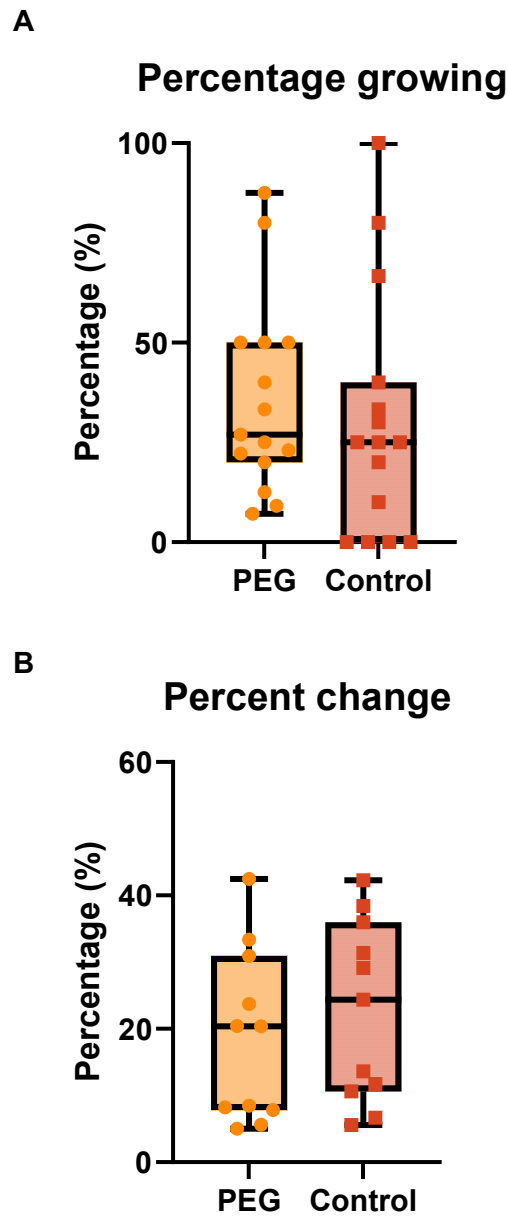 A
Percentage growing
Percentage (%)
100
50
0
PEG Control
B
Percent change
Percentage (%)
60
40
20
0
PEG Control